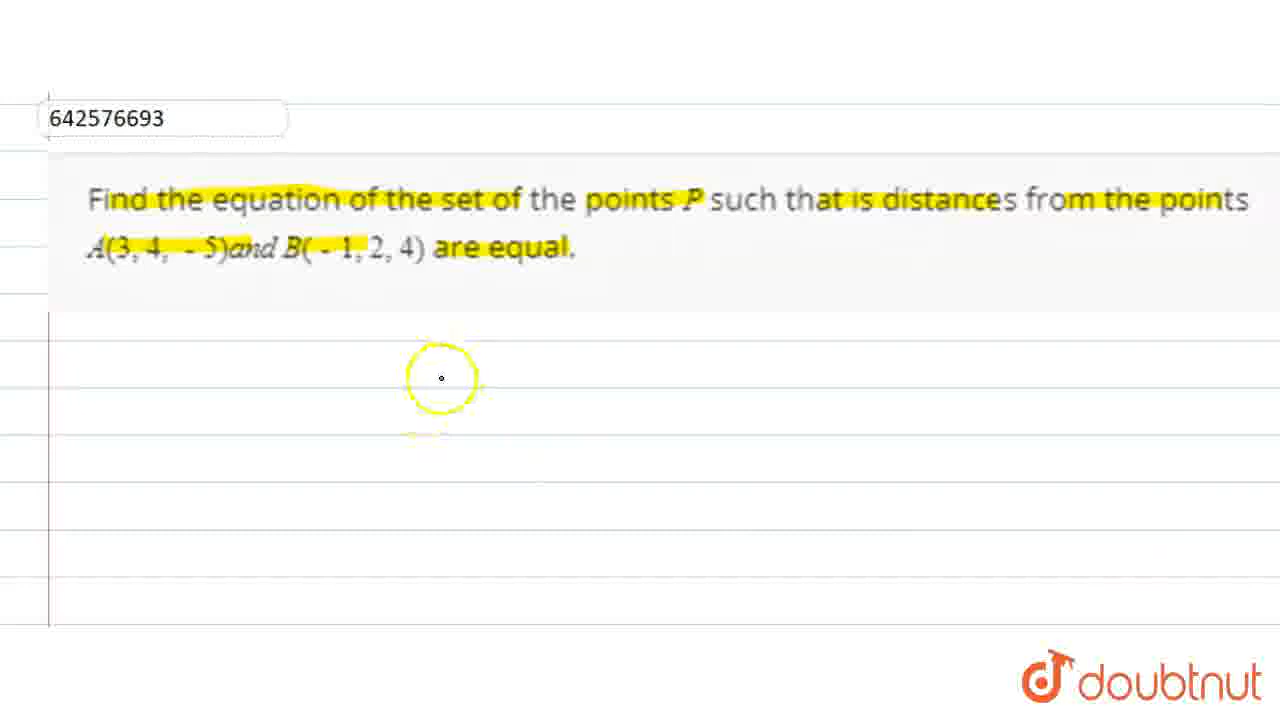 642576693
Find the equation of the set of the points P such that is distances from the points
A(3, 4, - 5)and B( - 1, 2, 4) are equal.
doubtnut